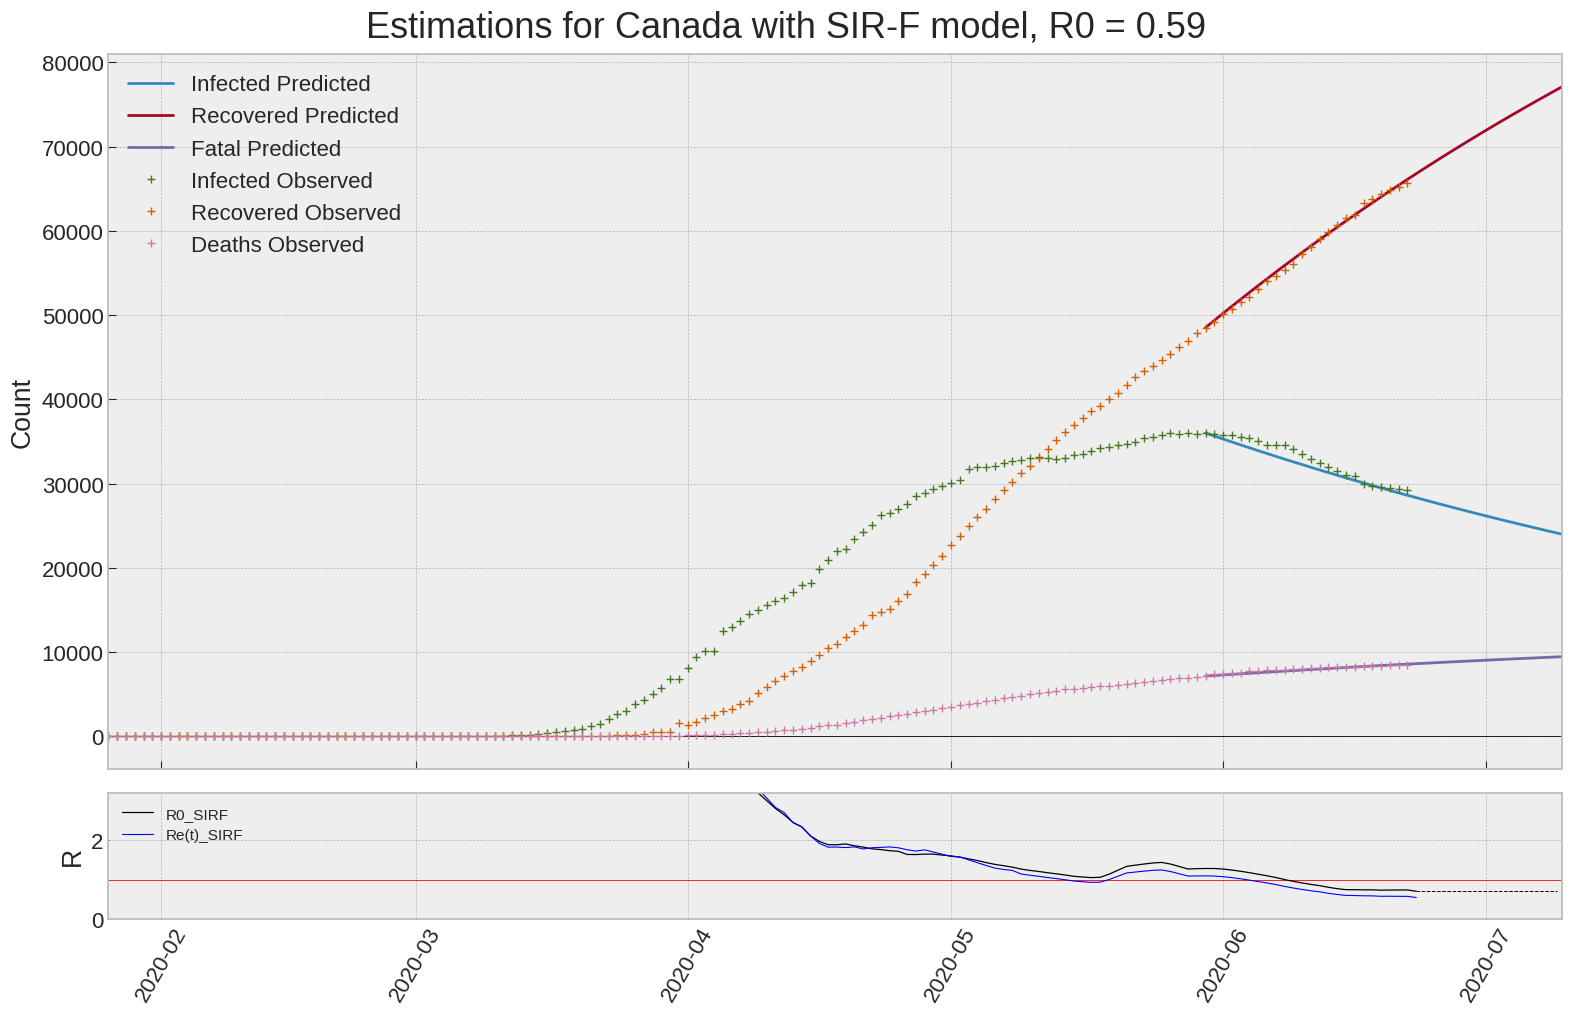 Estimations for Canada with SIR-F model, R0 = 0.59
80000
70000
60000
50000
40000
30000
20000
10000
0
Count
Infected Predicted
Recovered Predicted
Fatal Predicted
Infected Observed
Recovered Observed
Deaths Observed
2
0
R
R0_SIRF
Re(t)_SIRF
2020-02
2020-03
2020-04
2020-05
2020-06
2020-07